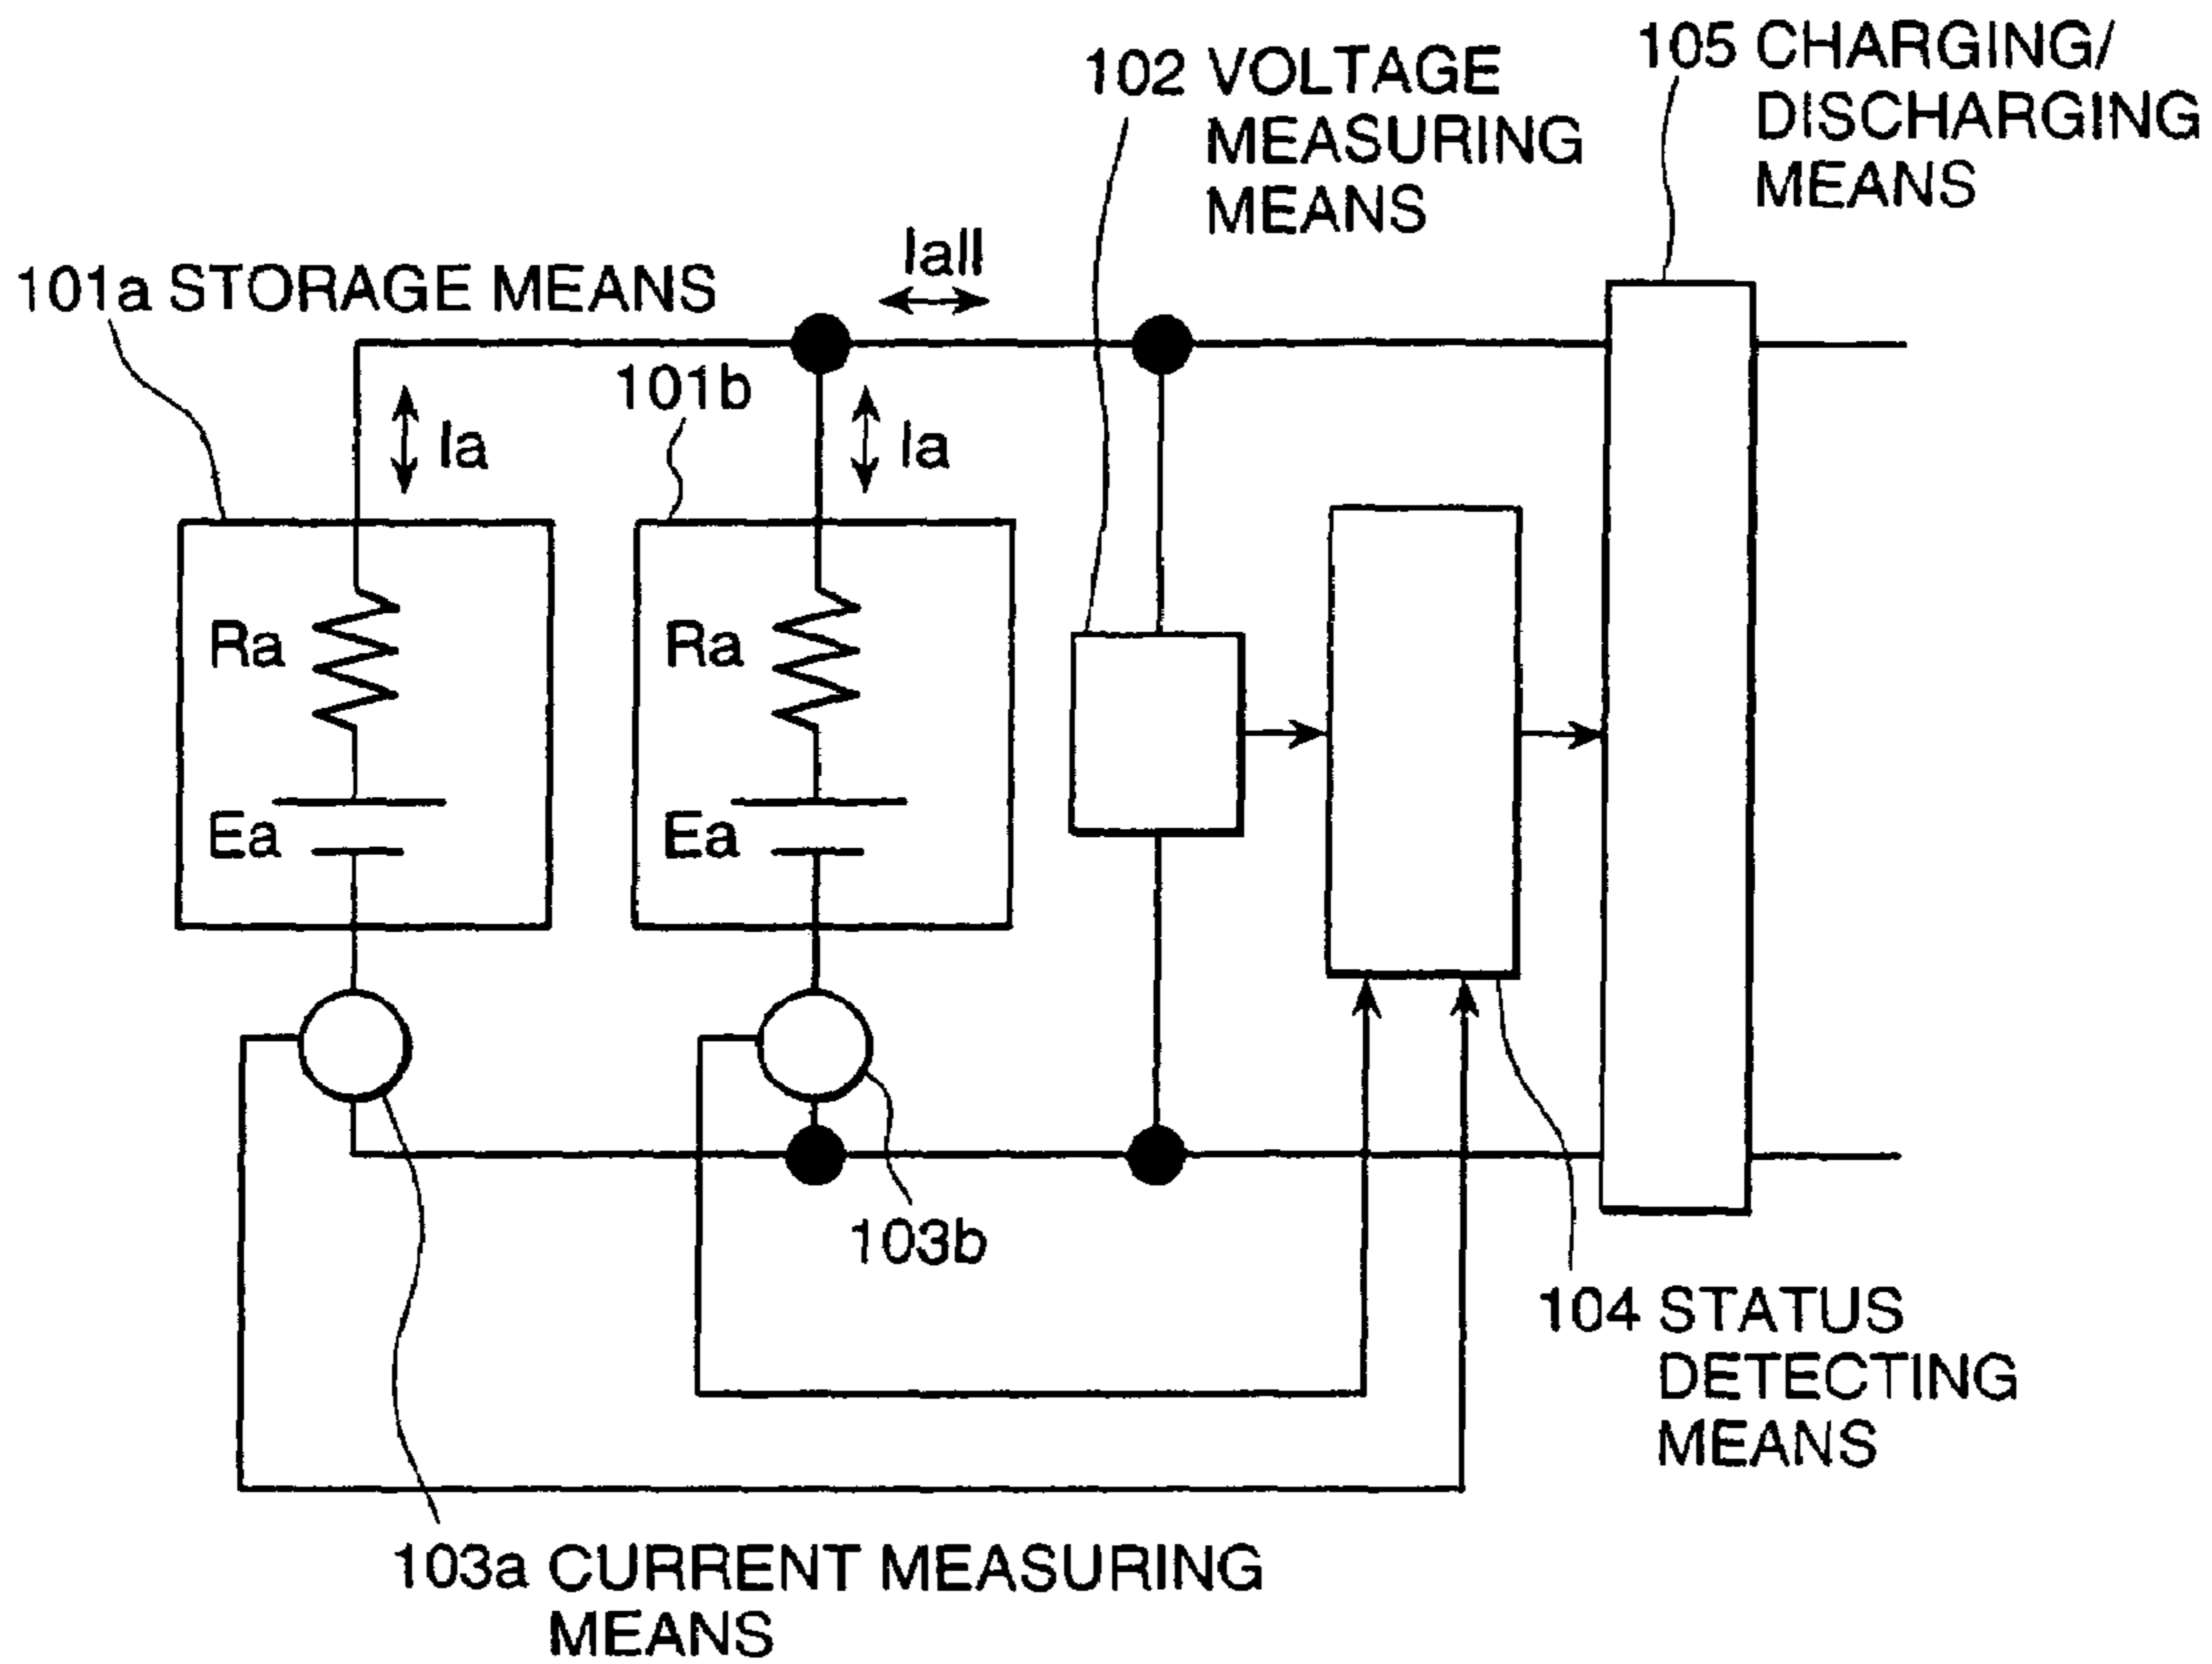 105 CHARGING/
DISCHARGING
MEANS
102 VOLTAGE
MEASURING
MEANS
Iall
101a STORAGE MEANS
101b
Ia
Ia
Ra
Ra
Ea
Ea
103b
104 STATUS
DETECTING
MEANS
103a CURRENT MEASURING
MEANS